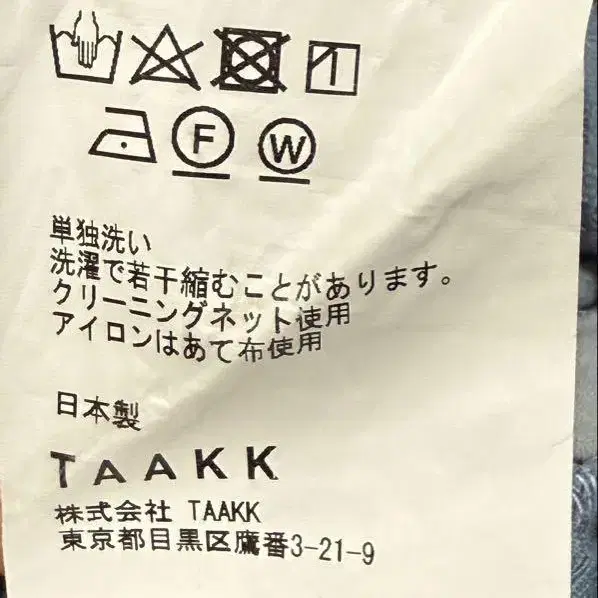 F W
単独洗い
洗濯で若干縮むことがあります。
クリーニングネット使用
アイロンはあて布使用
日本製
TAAKK
株式会社 TAAKK
東京都目黒区鷹番3-21-9